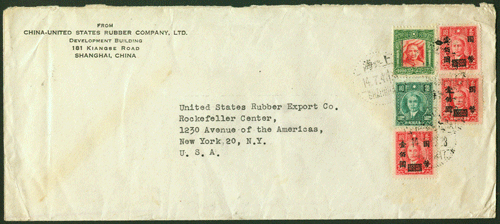 FROM
CHINA-UNITED STATES RUBBER COMPANY, LTD.
DEVELOPMENT BUILDING
181 KIANGSE ROAD
SHANGHAI, CHINA
United States Rubber Export Co.
Rockefeller Center,
1230 Avenue of the Americas,
New York 20, N.Y.
U. S. A.